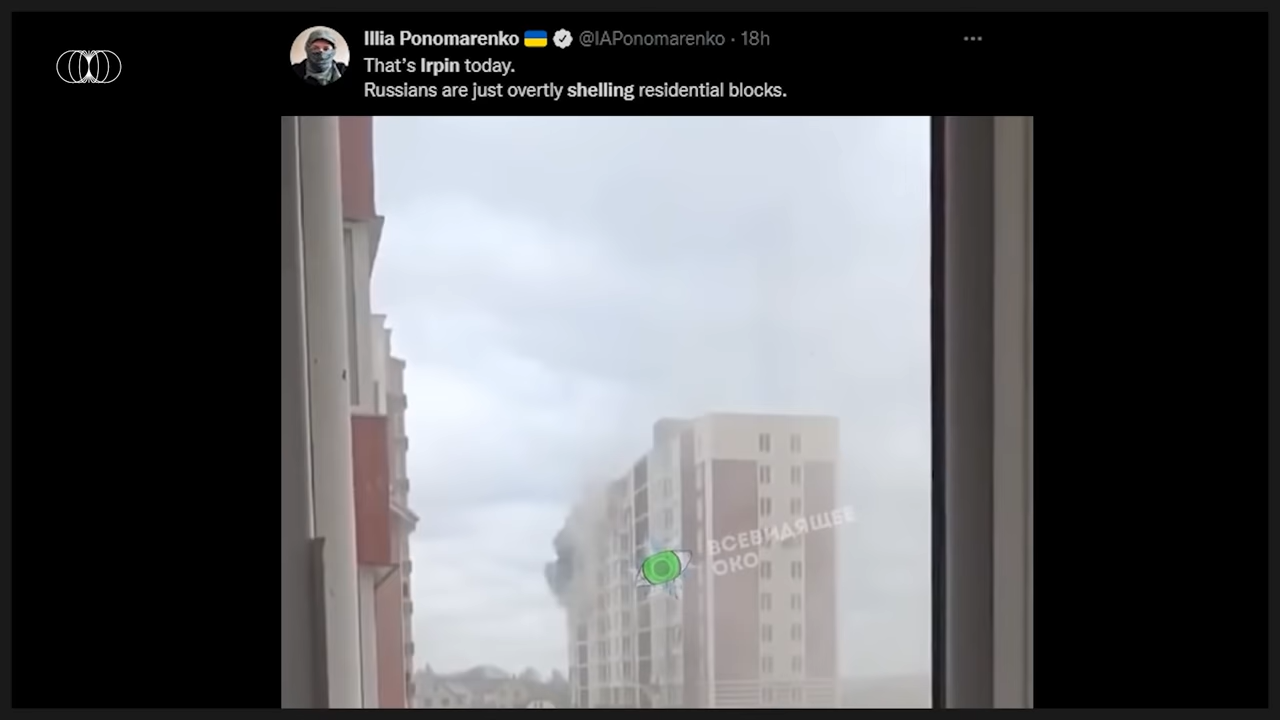 Illia Ponomarenko 🇺🇦 @IAPonomarenko · 18h
That's Irpin today.
Russians are just overtly shelling residential blocks.
ВСЕВИДЯЩЕЕ
ОКО